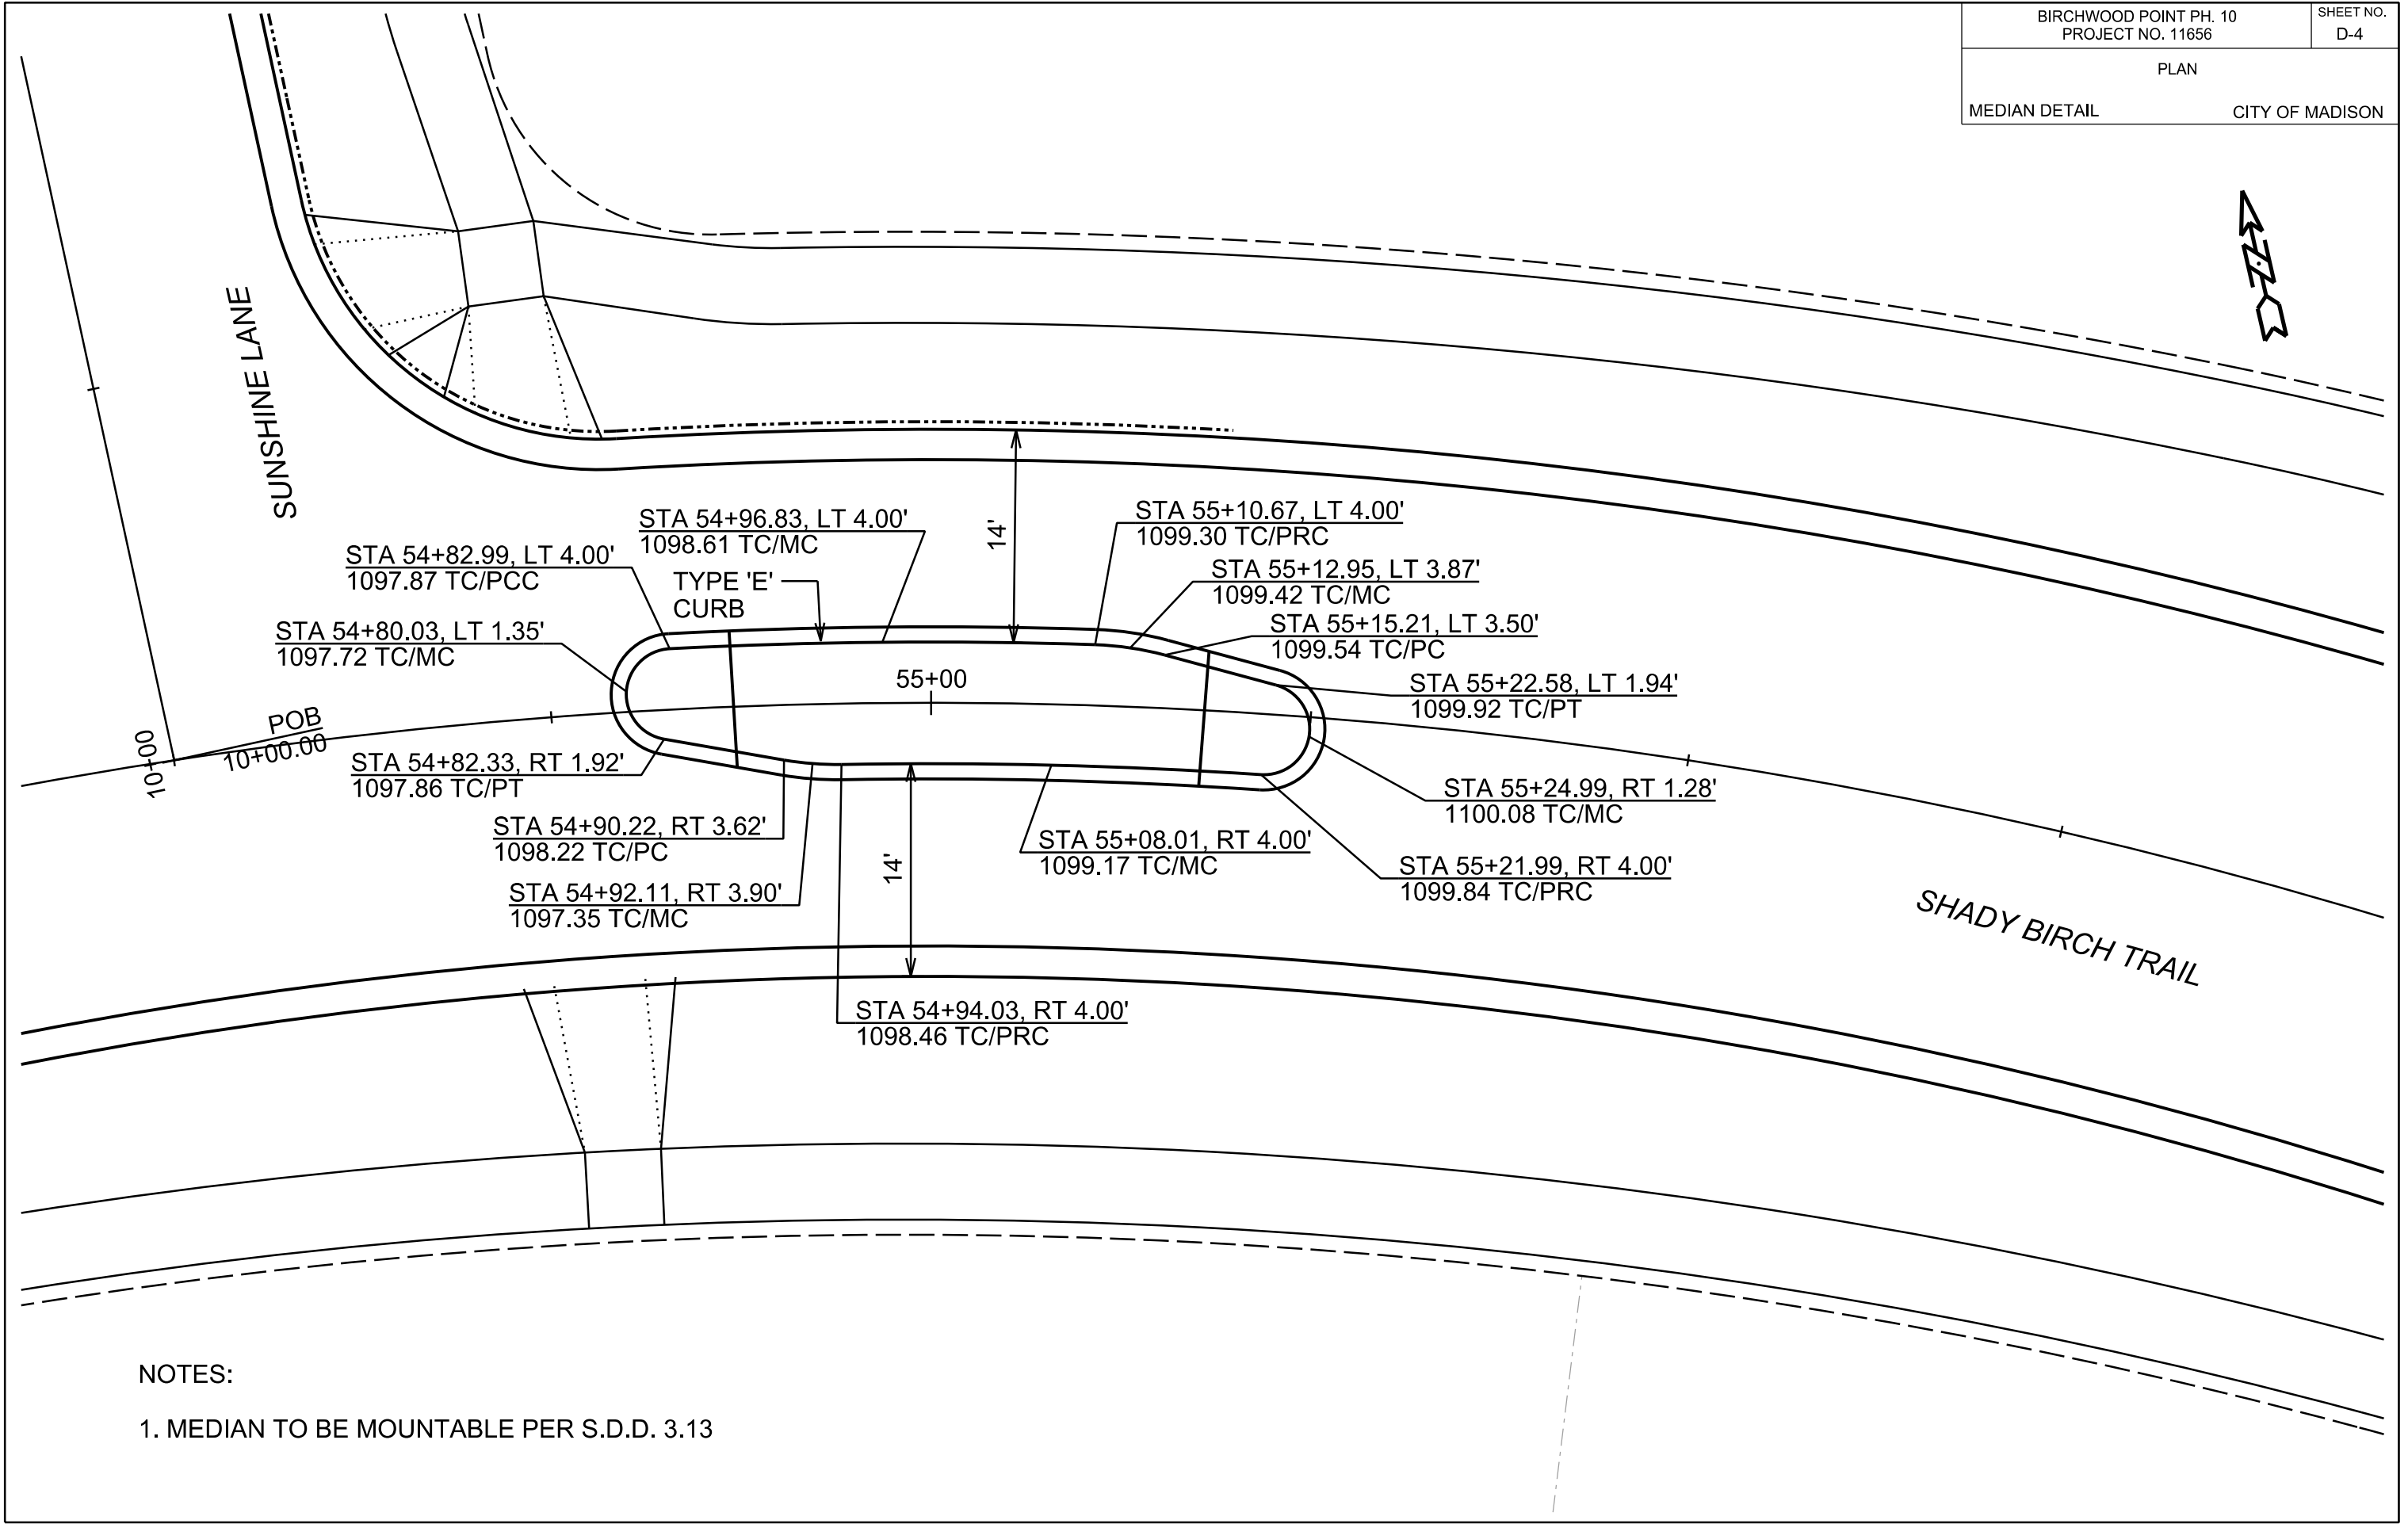 BIRCHWOOD POINT PH. 10
PROJECT NO. 11656
SHEET NO.
D-4
PLAN
MEDIAN DETAIL
CITY OF MADISON
SUNSHINE LANE
STA 54+96.83, LT 4.00'
1098.61 TC/MC
STA 55+10.67, LT 4.00'
1099.30 TC/PRC
14'
STA 54+82.99, LT 4.00'
1097.87 TC/PCC
TYPE 'E'
CURB
STA 55+12.95, LT 3.87'
1099.42 TC/MC
STA 54+80.03, LT 1.35'
1097.72 TC/MC
STA 55+15.21, LT 3.50'
1099.54 TC/PC
55+00
STA 55+22.58, LT 1.94'
1099.92 TC/PT
10+00
POB
10+00.00
STA 54+82.33, RT 1.92'
1097.86 TC/PT
STA 55+24.99, RT 1.28'
1100.08 TC/MC
STA 54+90.22, RT 3.62'
1098.22 TC/PC
14'
STA 55+08.01, RT 4.00'
1099.17 TC/MC
STA 55+21.99, RT 4.00'
1099.84 TC/PRC
STA 54+92.11, RT 3.90'
1097.35 TC/MC
SHADY BIRCH TRAIL
STA 54+94.03, RT 4.00'
1098.46 TC/PRC
NOTES:
1. MEDIAN TO BE MOUNTABLE PER S.D.D. 3.13